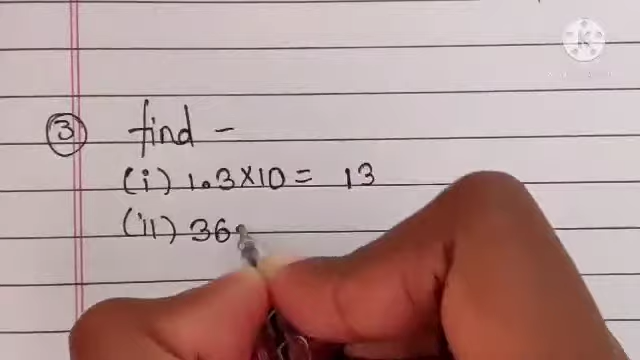 ③ find –
(i) 1.3×10 = 13
(ii) 36